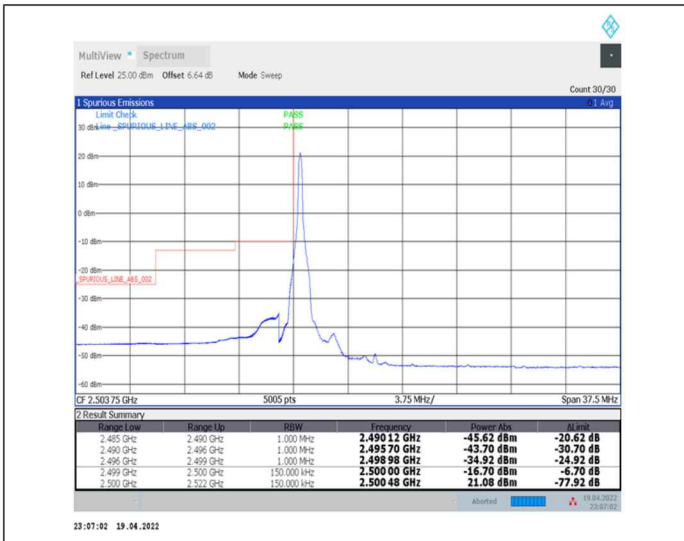 MultiView Spectrum
Ref Level 25.00 dBm Offset 6.64 dB Mode Sweep
Count 30/30
1 Spurious Emissions 1 Avg
Limit Check PASS
30 dBm Line _SPURIOUS_LINE_ABS_002 PASS
20 dBm
10 dBm
0 dBm
-10 dBm
-20 dBm
_SPURIOUS_LINE_ABS_002
-30 dBm
-40 dBm
-50 dBm
-60 dBm
CF 2.50375 GHz 5005 pts 3.75 MHz/ Span 37.5 MHz
2 Result Summary
Range Low Range Up RBW Frequency Power Abs ΔLimit
2.485 GHz 2.490 GHz 1.000 MHz 2.490 12 GHz -45.62 dBm -20.62 dB
2.490 GHz 2.496 GHz 1.000 MHz 2.495 70 GHz -43.70 dBm -30.70 dB
2.496 GHz 2.499 GHz 1.000 MHz 2.498 98 GHz -34.92 dBm -24.92 dB
2.499 GHz 2.500 GHz 150.000 kHz 2.500 00 GHz -16.70 dBm -6.70 dB
2.500 GHz 2.522 GHz 150.000 kHz 2.500 48 GHz 21.08 dBm -77.92 dB
Aborted 19.04.2022
23:07:02
23:07:02 19.04.2022